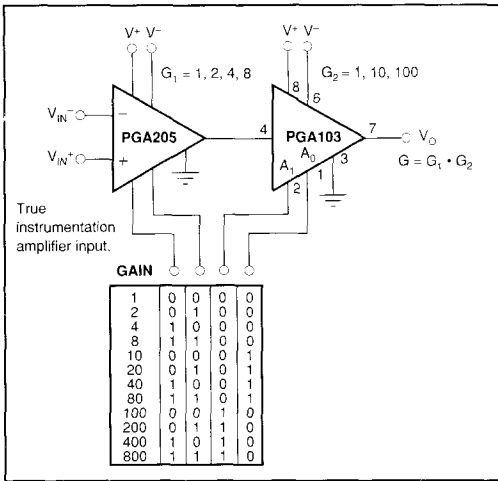 V+ V−
V+ V−
G1 = 1, 2, 4, 8
G2 = 1, 10, 100
8
6
VIN−
−
PGA205
4
PGA103
7
VO
VIN+
+
A1
A0
3
2
1
G = G1 • G2
True
instrumentation
amplifier input.
GAIN
1 0 0 0 0
2 0 1 0 0
4 1 0 0 0
8 1 1 0 0
10 0 0 0 1
20 0 1 0 1
40 1 0 0 1
80 1 1 0 1
100 0 0 1 0
200 0 1 1 0
400 1 0 1 0
800 1 1 1 0